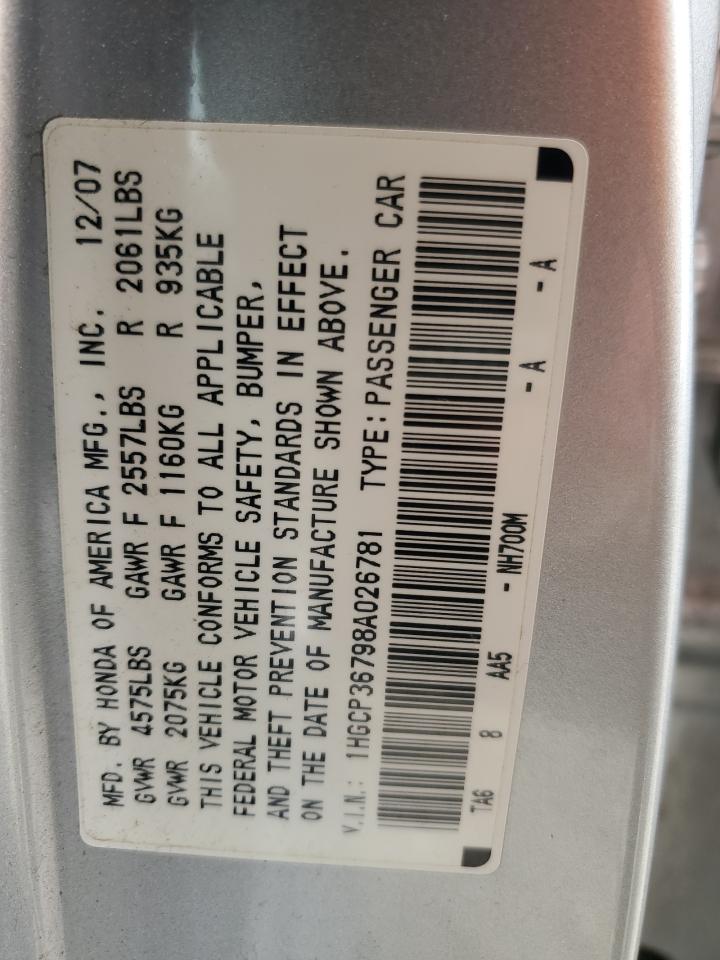 MFD. BY HONDA OF AMERICA MFG., INC. 12/07
GVWR 4575LBS GAWR F 2557LBS R 2061LBS
GVWR 2075KG GAWR F 1160KG R 935KG
THIS VEHICLE CONFORMS TO ALL APPLICABLE
FEDERAL MOTOR VEHICLE SAFETY, BUMPER,
AND THEFT PREVENTION STANDARDS IN EFFECT
ON THE DATE OF MANUFACTURE SHOWN ABOVE.
V.I.N.: 1HGCP36798A026781 TYPE:PASSENGER CAR
TA6 8 AA5 - NH700M - A - A